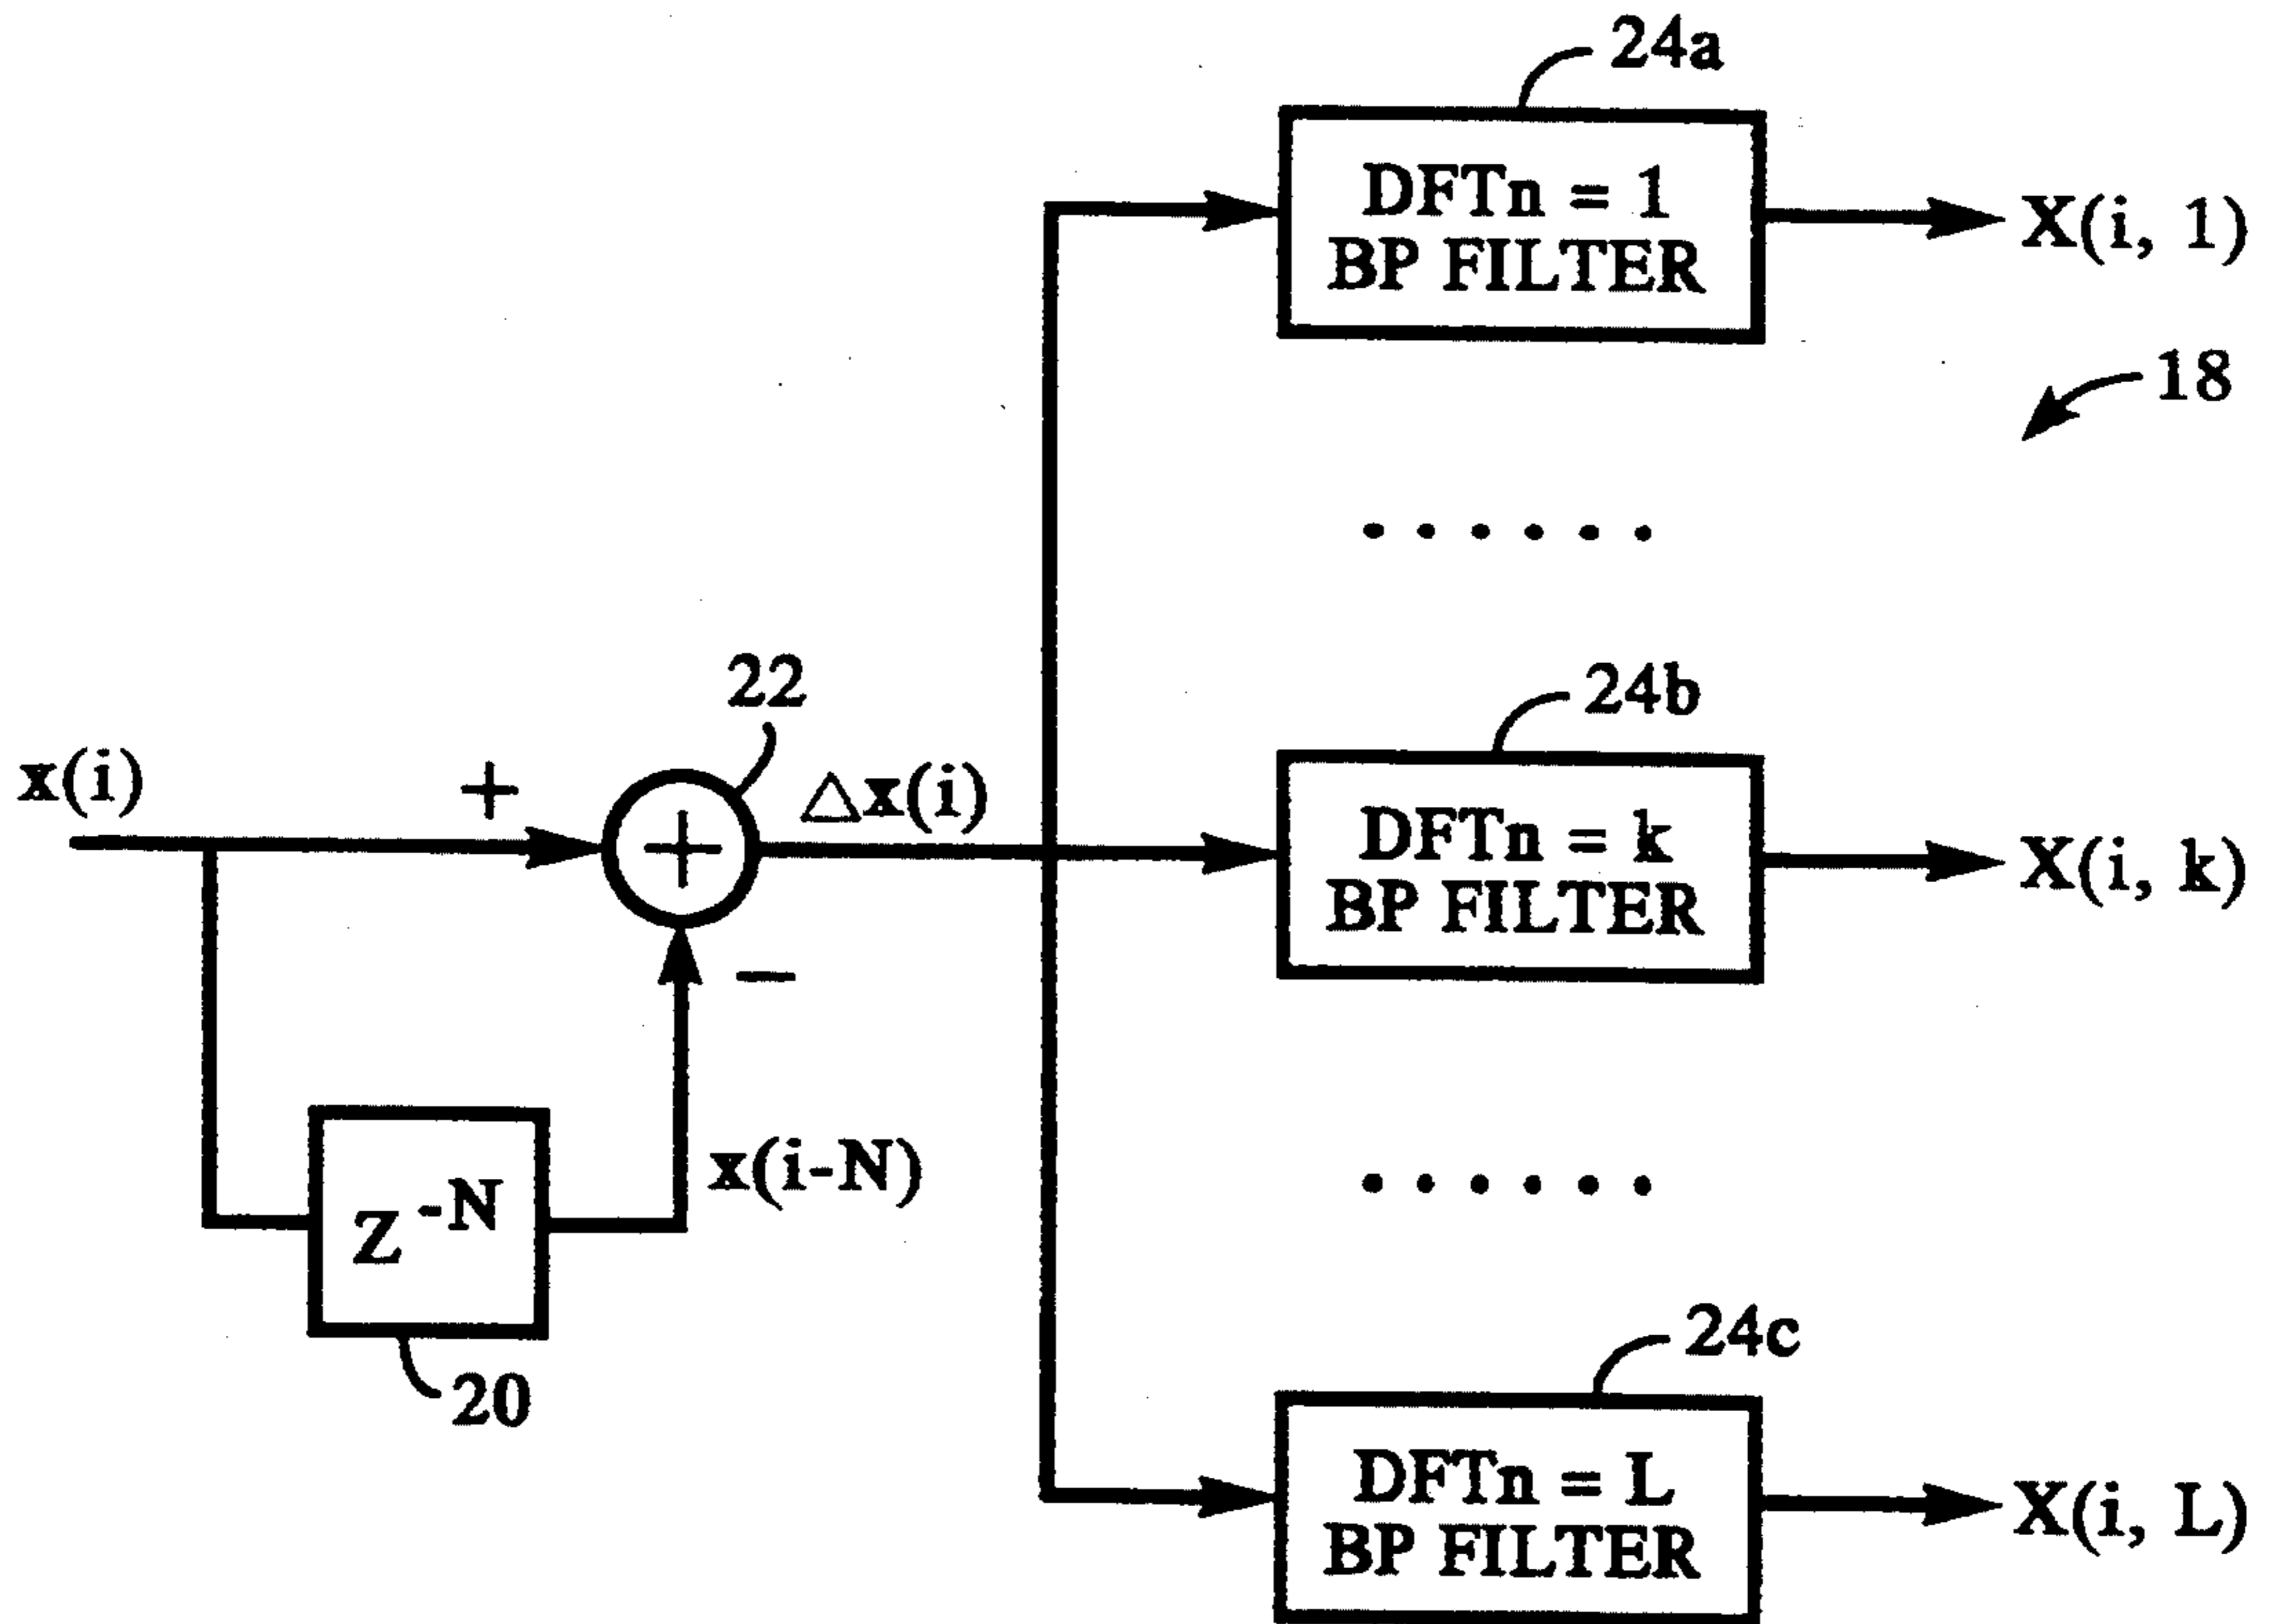 24a
DFTn = 1
BP FILTER
X(i, 1)
18
24b
22
x(i)
+
△x(i)
+
DFTn = k
BP FILTER
X(i, k)
−
x(i-N)
Z -N
20
24c
DFTn = L
BP FILTER
X(i, L)